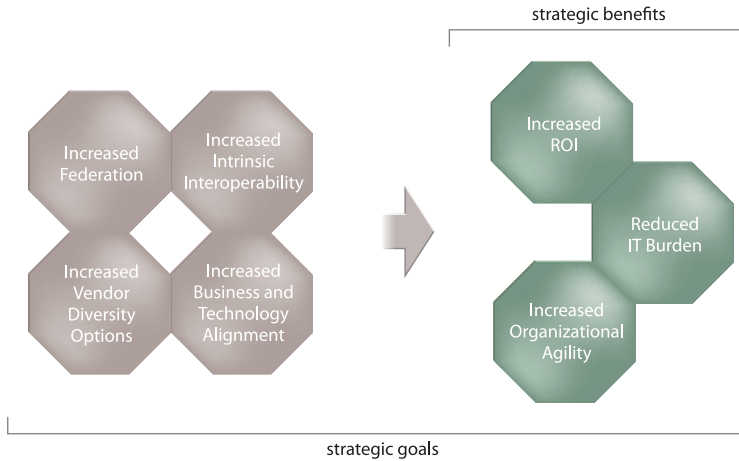 strategic benefits
Increased
Federation
Increased
Intrinsic
Interoperability
Increased
Vendor
Diversity
Options
Increased
Business and
Technology
Alignment
Increased
ROI
Reduced
IT Burden
Increased
Organizational
Agility
strategic goals